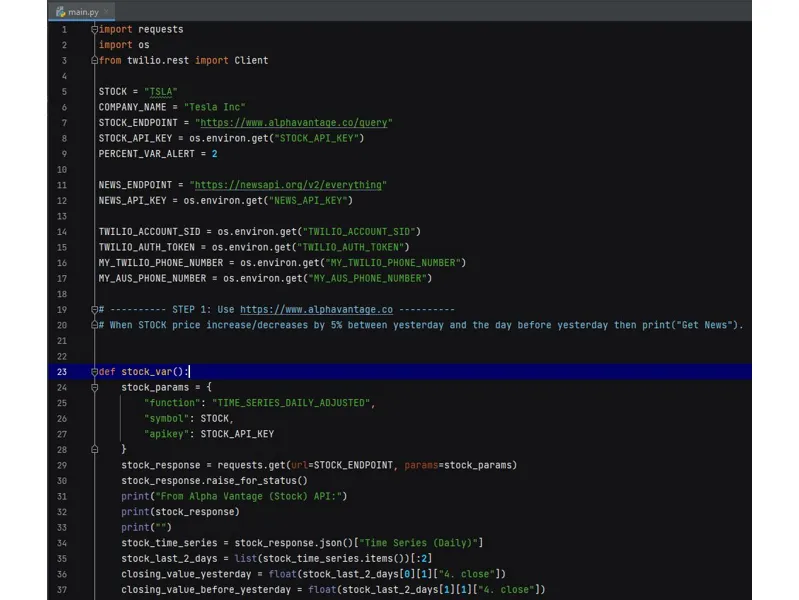 main.py
1 import requests
2 import os
3 from twilio.rest import Client
4
5 STOCK = "TSLA"
6 COMPANY_NAME = "Tesla Inc"
7 STOCK_ENDPOINT = "https://www.alphavantage.co/query"
8 STOCK_API_KEY = os.environ.get("STOCK_API_KEY")
9 PERCENT_VAR_ALERT = 2
10
11 NEWS_ENDPOINT = "https://newsapi.org/v2/everything"
12 NEWS_API_KEY = os.environ.get("NEWS_API_KEY")
13
14 TWILIO_ACCOUNT_SID = os.environ.get("TWILIO_ACCOUNT_SID")
15 TWILIO_AUTH_TOKEN = os.environ.get("TWILIO_AUTH_TOKEN")
16 MY_TWILIO_PHONE_NUMBER = os.environ.get("MY_TWILIO_PHONE_NUMBER")
17 MY_AUS_PHONE_NUMBER = os.environ.get("MY_AUS_PHONE_NUMBER")
18
19 # ---------- STEP 1: Use https://www.alphavantage.co ----------
20 # When STOCK price increase/decreases by 5% between yesterday and the day before yesterday then print("Get News").
21
22
23 def stock_var():
24     stock_params = {
25         "function": "TIME_SERIES_DAILY_ADJUSTED",
26         "symbol": STOCK,
27         "apikey": STOCK_API_KEY
28     }
29     stock_response = requests.get(url=STOCK_ENDPOINT, params=stock_params)
30     stock_response.raise_for_status()
31     print("From Alpha Vantage (Stock) API:")
32     print(stock_response)
33     print("")
34     stock_time_series = stock_response.json()["Time Series (Daily)"]
35     stock_last_2_days = list(stock_time_series.items())[:2]
36     closing_value_yesterday = float(stock_last_2_days[0][1]["4. close"])
37     closing_value_before_yesterday = float(stock_last_2_days[1][1]["4. close"])